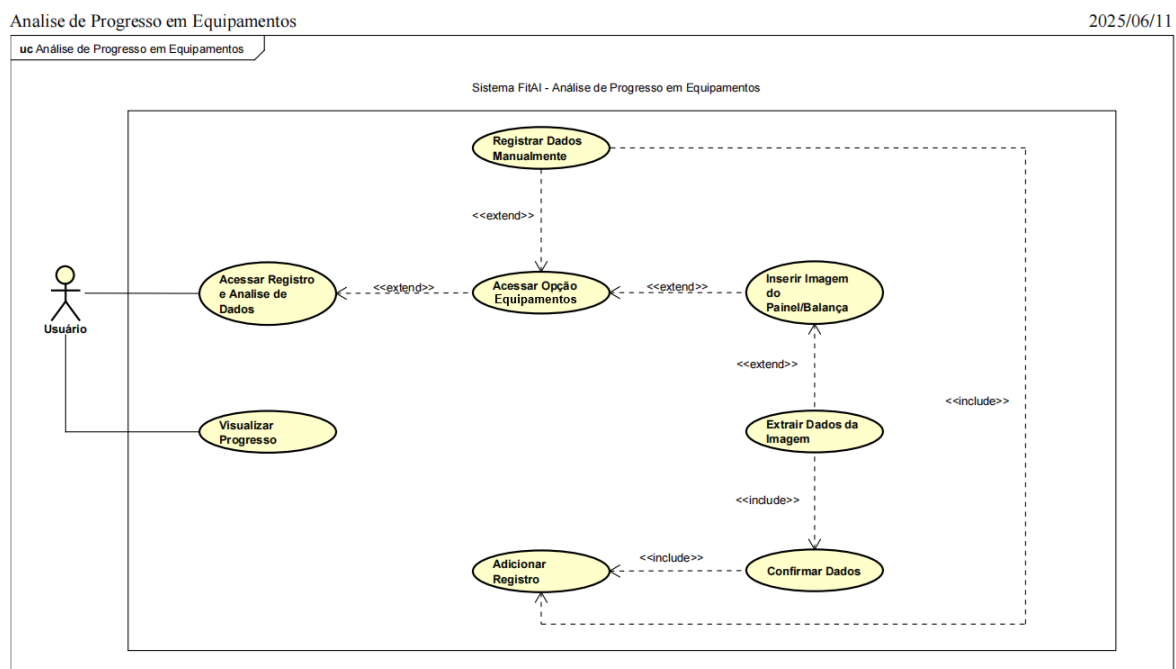 Analise de Progresso em Equipamentos
2025/06/11
uc Análise de Progresso em Equipamentos
Sistema FitAI - Análise de Progresso em Equipamentos
Registrar Dados
Manualmente
<<extend>>
Acessar Registro
e Analise de
Dados
<<extend>>
Acessar Opção
Equipamentos
<<extend>>
Inserir Imagem
do
Painel/Balança
Usuário
<<extend>>
<<include>>
Visualizar
Progresso
Extrair Dados da
Imagem
<<include>>
Adicionar
Registro
<<include>>
Confirmar Dados